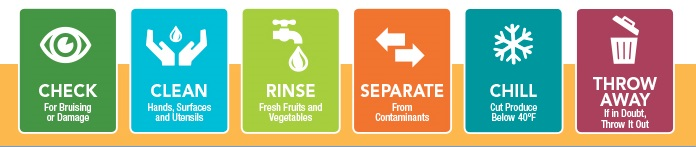 CHECK
For Bruising
or Damage
CLEAN
Hands, Surfaces
and Utensils
RINSE
Fresh Fruits and
Vegetables
SEPARATE
From
Contaminants
CHILL
Cut Produce
Below 40°F
THROW
AWAY
If in Doubt,
Throw It Out